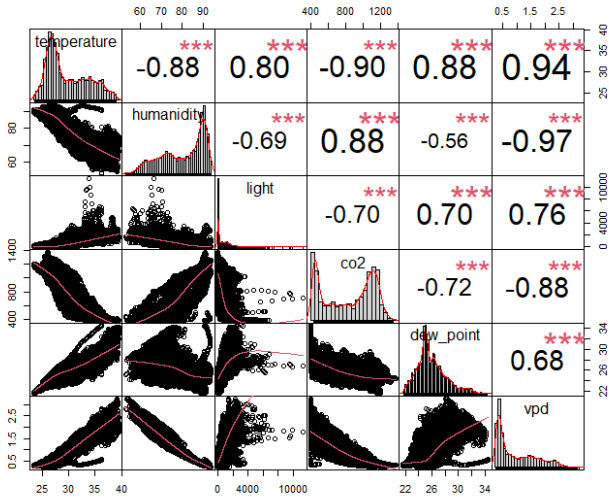 60 70 80 90
400 800 1200
0.5 1.5 2.5
temperature
***
-0.88
***
0.80
***
-0.90
***
0.88
***
0.94
25 30 35 40
60 80
humanidity
***
-0.69
***
0.88
***
-0.56
***
-0.97
light
***
-0.70
***
0.70
***
0.76
0 4000 10000
400 800 1400
co2
***
-0.72
***
-0.88
dew_point
***
0.68
22 26 30 34
0.5 1.5 2.5
vpd
25 30 35 40
0 4000 10000
22 26 30 34